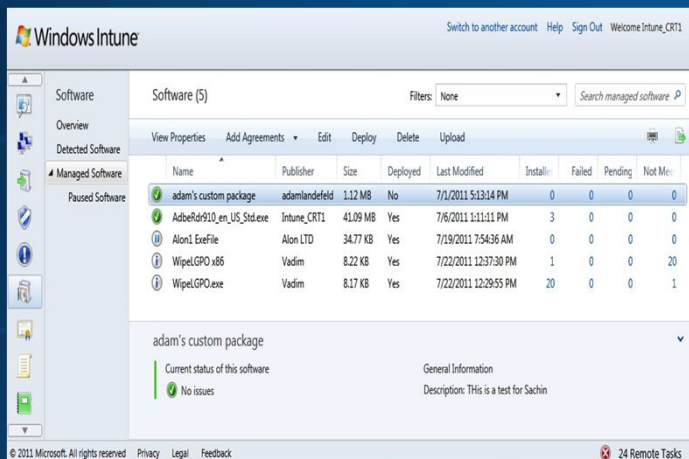 Switch to another account Help Sign Out Welcome Intune_CRT1
Windows Intune
Software
Overview
Detected Software
Managed Software
Paused Software
Software (5)
Filters: None
Search managed software
View Properties Add Agreements Edit Deploy Delete Upload
Name Publisher Size Deployed Last Modified Installe Failed Pending Not Mee
adam's custom package adamlandefeld 1.12 MB No 7/1/2011 5:13:14 PM 0 0 0 0
AdbeRdr910_en_US_Std.exe Intune_CRT1 41.09 MB Yes 7/6/2011 1:11:11 PM 3 0 0 0
Alon1 ExeFile Alon LTD 34.77 KB Yes 7/19/2011 7:54:36 AM 0 0 0 0
WipeLGPO x86 Vadim 8.22 KB Yes 7/22/2011 12:37:30 PM 1 0 0 20
WipeLGPO.exe Vadim 8.17 KB Yes 7/22/2011 12:29:55 PM 20 0 0 1
adam's custom package
Current status of this software
No issues
General Information
Description: THis is a test for Sachin
© 2011 Microsoft. All rights reserved Privacy Legal Feedback
24 Remote Tasks